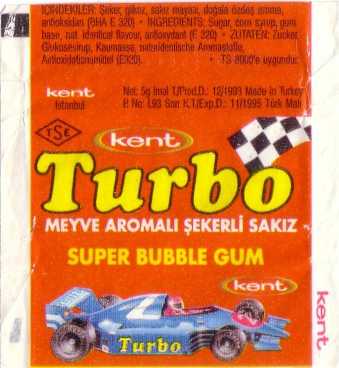 İÇİNDEKİLER: Şeker, glikoz, sakız mayası, doğala özdeş aroma,
antioksidan (BHA E 320) • INGREDIENTS: Sugar, corn syrup, gum
base, nat. identical flavour, antioxydant (E 320). • ZUTATEN: Zucker,
Glukosesirup, Kaumasse, naturidentische Aromastoffe,
Antioxidationsmittel (E320). • TS 8000'e uygundur.
kent
İstanbul
Net: 5g İmal T./Prod.D.: 12/1993 Made in Turkey
P. No: L93 Son K.T./Exp.D.: 11/1995 Türk Malı
TSE
kent
Turbo
MEYVE AROMALI ŞEKERLİ SAKIZ
SUPER BUBBLE GUM
kent
kent
Turbo